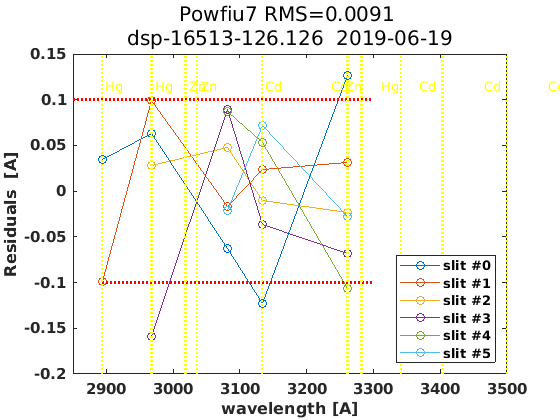 Powfiu7 RMS=0.0091
dsp-16513-126.126 2019-06-19
0.15
0.1
0.05
0
-0.05
-0.1
-0.15
-0.2
Residuals [A]
Hg Hg Zn Cd Hg Cd Cd
slit #0
slit #1
slit #2
slit #3
slit #4
slit #5
2900 3000 3100 3200 3300 3400 3500
wavelength [A]